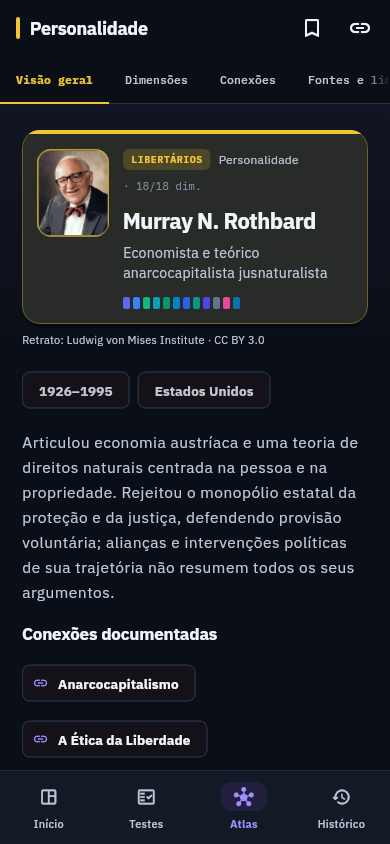 Personalidade
Visão geral Dimensões Conexões Fontes e
LIBERTÁRIOS Personalidade
· 18/18 dim.
Murray N. Rothbard
Economista e teórico
anarcocapitalista jusnaturalista
Retrato: Ludwig von Mises Institute · CC BY 3.0
1926–1995 Estados Unidos
Articulou economia austríaca e uma teoria de
direitos naturais centrada na pessoa e na
propriedade. Rejeitou o monopólio estatal da
proteção e da justiça, defendendo provisão
voluntária; alianças e intervenções políticas
de sua trajetória não resumem todos os seus
argumentos.
Conexões documentadas
Anarcocapitalismo
A Ética da Liberdade
Início Testes Atlas Histórico